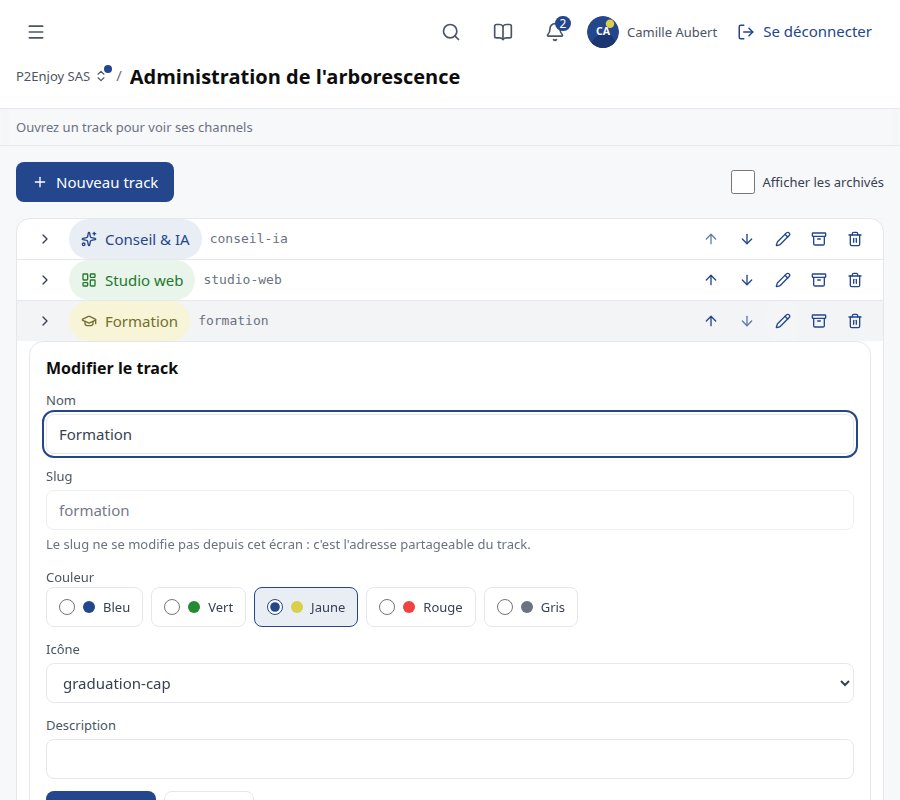 2
CA
Camille Aubert
Se déconnecter
P2Enjoy SAS / Administration de l'arborescence
Ouvrez un track pour voir ses channels
Nouveau track
Afficher les archivés
Conseil & IA conseil-ia
Studio web studio-web
Formation formation
Modifier le track
Nom
Formation
Slug
formation
Le slug ne se modifie pas depuis cet écran : c'est l'adresse partageable du track.
Couleur
Bleu Vert Jaune Rouge Gris
Icône
graduation-cap
Description